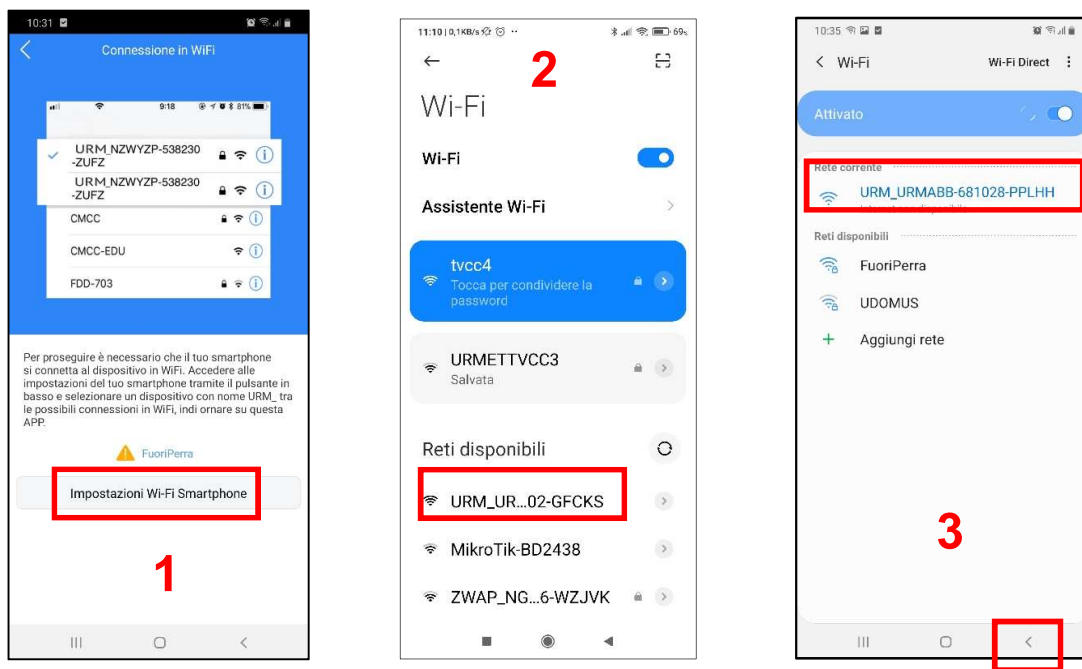 10:31
Connessione in WiFi
9:18
81%
URM_NZWYZP-538230
-ZUFZ
URM_NZWYZP-538230
-ZUFZ
CMCC
CMCC-EDU
FDD-703
Per proseguire è necessario che il tuo smartphone
si connetta al dispositivo in WiFi. Accedere alle
impostazioni del tuo smartphone tramite il pulsante in
basso e selezionare un dispositivo con nome URM_ tra
le possibili connessioni in WiFi, indi ornare su questa
APP.
FuoriPerra
Impostazioni Wi-Fi Smartphone
1
11:10 | 0,1KB/s
69%
2
Wi-Fi
Wi-Fi
Assistente Wi-Fi
tvcc4
Tocca per condividere la
password
URMETTVCC3
Salvata
Reti disponibili
URM_UR...02-GFCKS
MikroTik-BD2438
ZWAP_NG...6-WZJVK
10:35
Wi-Fi
Wi-Fi Direct
Attivato
Rete corrente
URM_URMABB-681028-PPLHH
Reti disponibili
FuoriPerra
UDOMUS
Aggiungi rete
3